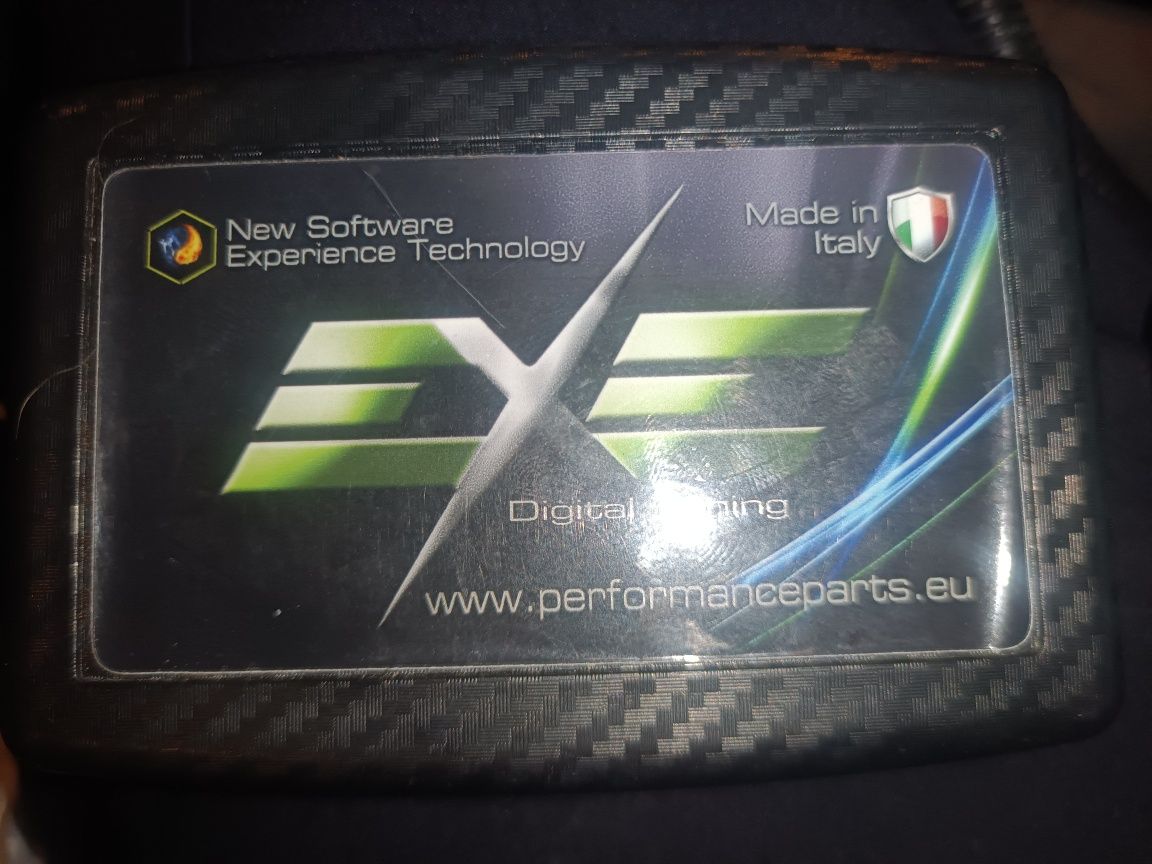 New Software
Experience Technology
Made in
Italy
EXE
Digital
www.performanceparts.eu